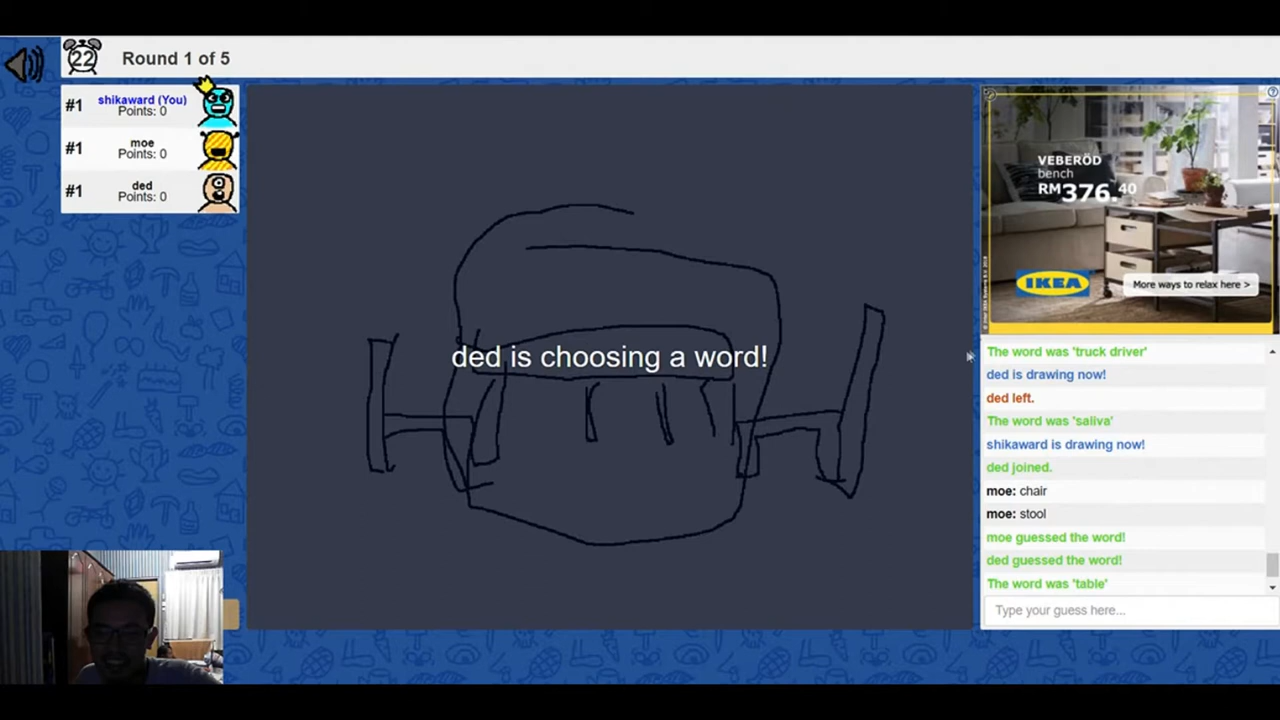 22
Round 1 of 5
#1
shikaward (You)
Points: 0
#1
moe
Points: 0
#1
ded
Points: 0
ded is choosing a word!
VEBERÖD
bench
RM376.40
IKEA
More ways to relax here >
The word was 'truck driver'
ded is drawing now!
ded left.
The word was 'saliva'
shikaward is drawing now!
ded joined.
moe: chair
moe: stool
moe guessed the word!
ded guessed the word!
The word was 'table'
Type your guess here...